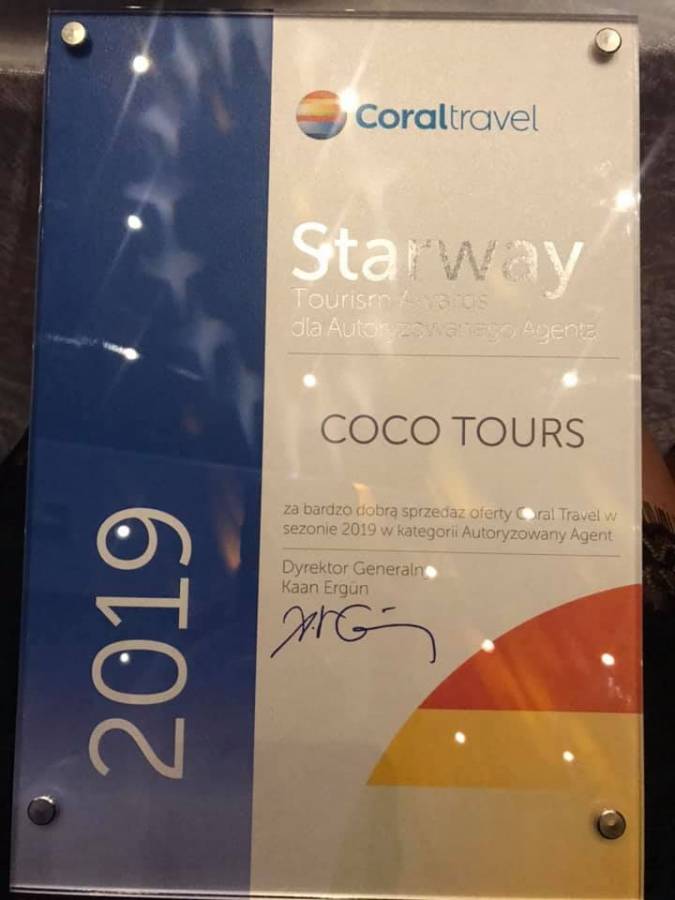 Coraltravel
Starway
Tourism Awards
dla Autoryzowanego Agenta
COCO TOURS
za bardzo dobrą sprzedaż oferty Coral Travel w
sezonie 2019 w kategorii Autoryzowany Agent
Dyrektor Generalny
Kaan Ergün
2019